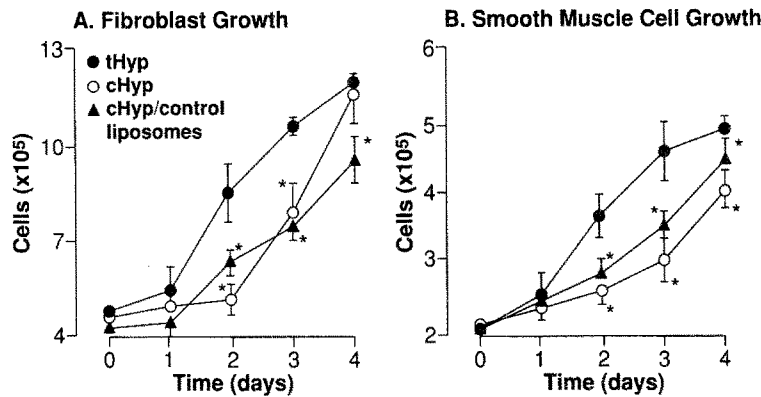 A. Fibroblast Growth
13
10
7
4
Cells (x10⁵)
tHyp
cHyp
cHyp/control
liposomes
*
*
*
*
*
0 1 2 3 4
Time (days)
B. Smooth Muscle Cell Growth
6
5
4
3
2
Cells (x10⁵)
*
*
*
*
*
*
0 1 2 3 4
Time (days)